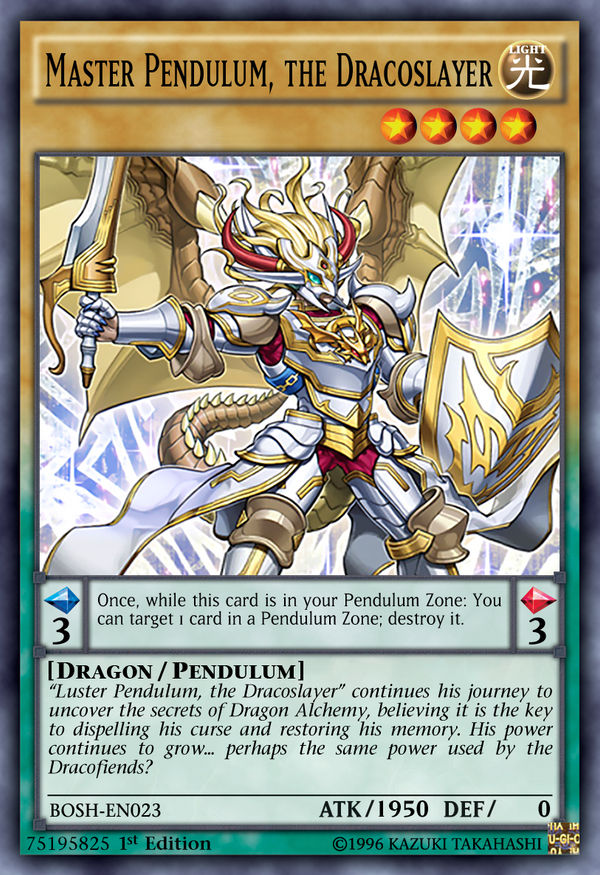 MASTER PENDULUM, THE DRACOSLAYER
LIGHT
光
Once, while this card is in your Pendulum Zone: You
can target 1 card in a Pendulum Zone; destroy it.
3
3
[DRAGON / PENDULUM]
“Luster Pendulum, the Dracoslayer” continues his journey to
uncover the secrets of Dragon Alchemy, believing it is the key
to dispelling his curse and restoring his memory. His power
continues to grow... perhaps the same power used by the
Dracofiends?
BOSH-EN023
ATK/1950 DEF/ 0
75195825 1st Edition
©1996 KAZUKI TAKAHASHI